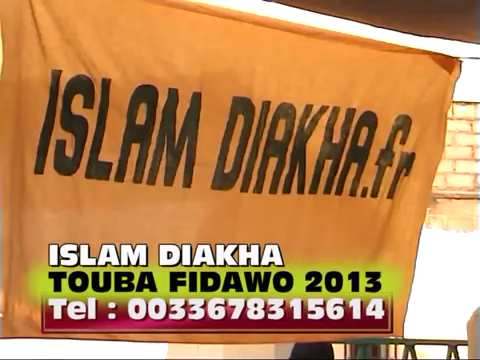 ISLAM DIAKHA.fr
ISLAM DIAKHA
TOUBA FIDAWO 2013
Tel : 0033678315614